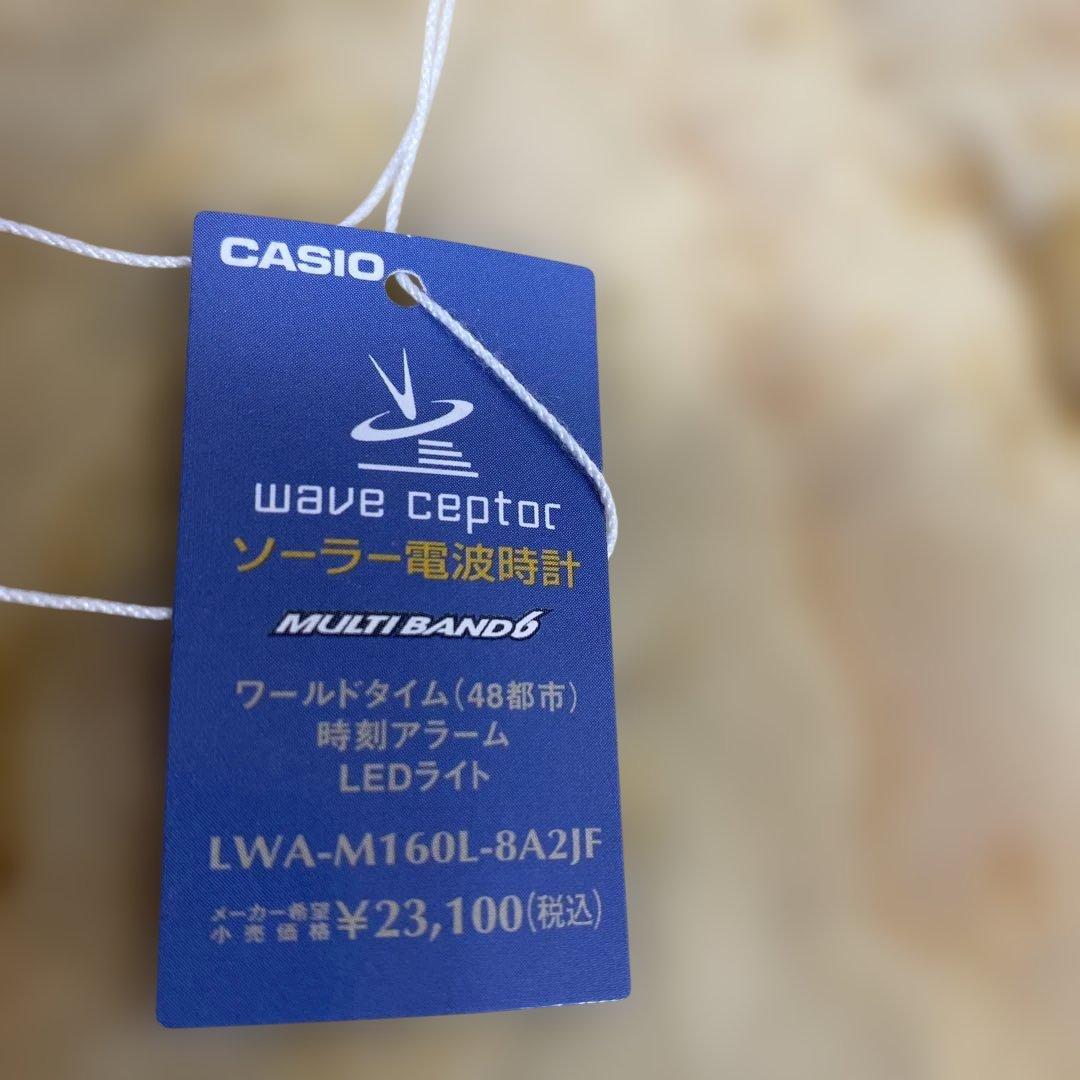 CASIO
wave ceptor
ソーラー電波時計
MULTI BAND 6
ワールドタイム(48都市)
時刻アラーム
LEDライト
LWA-M160L-8A2JF
メーカー希望
小売価格 ¥23,100(税込)